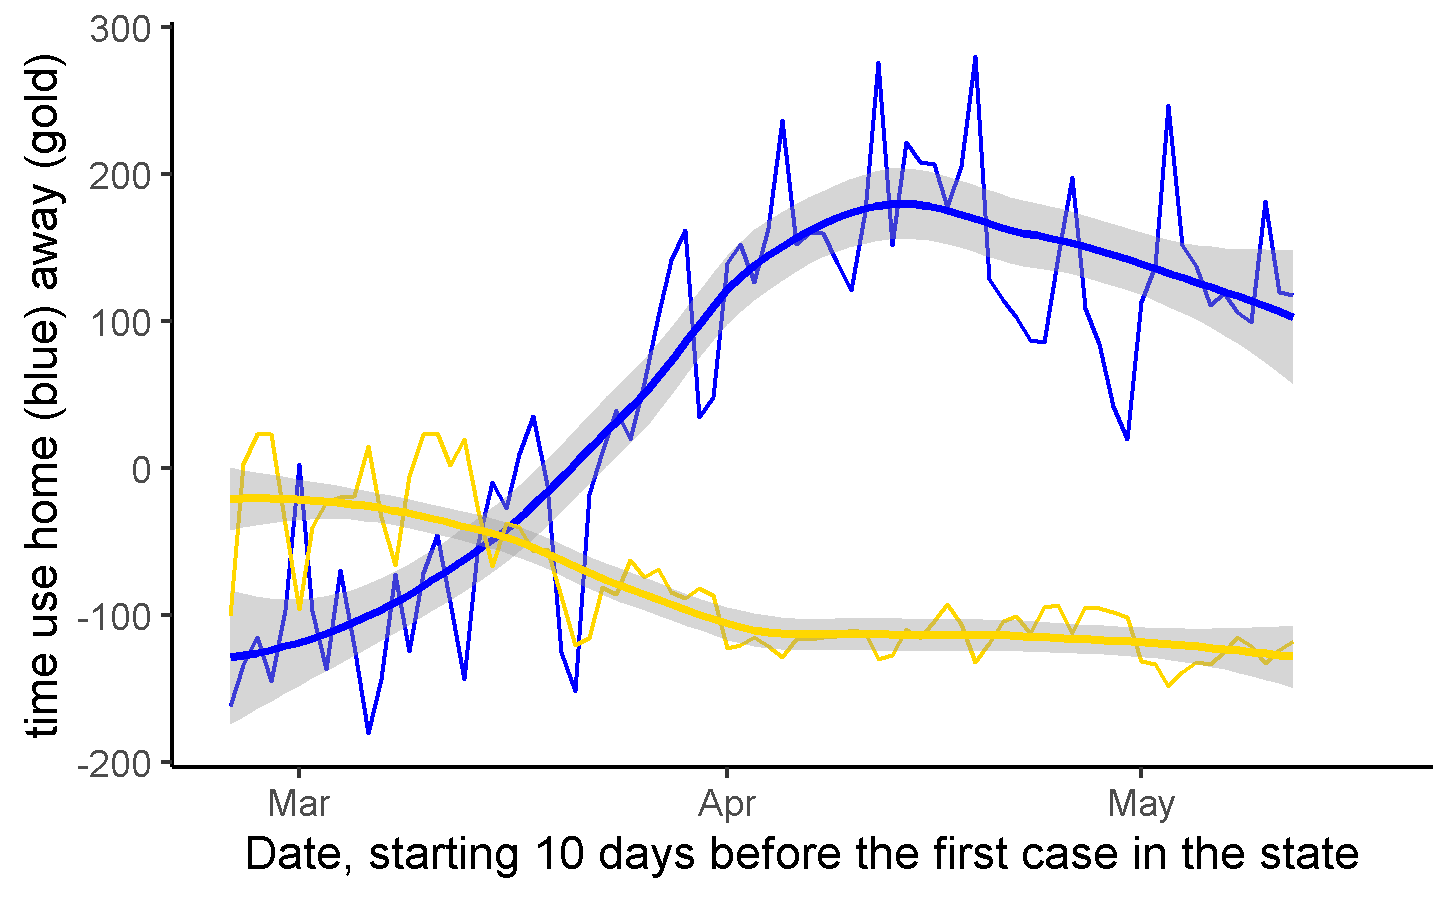 time use home (blue) away (gold)
300
200
100
0
-100
-200
Mar
Apr
May
Date, starting 10 days before the first case in the state